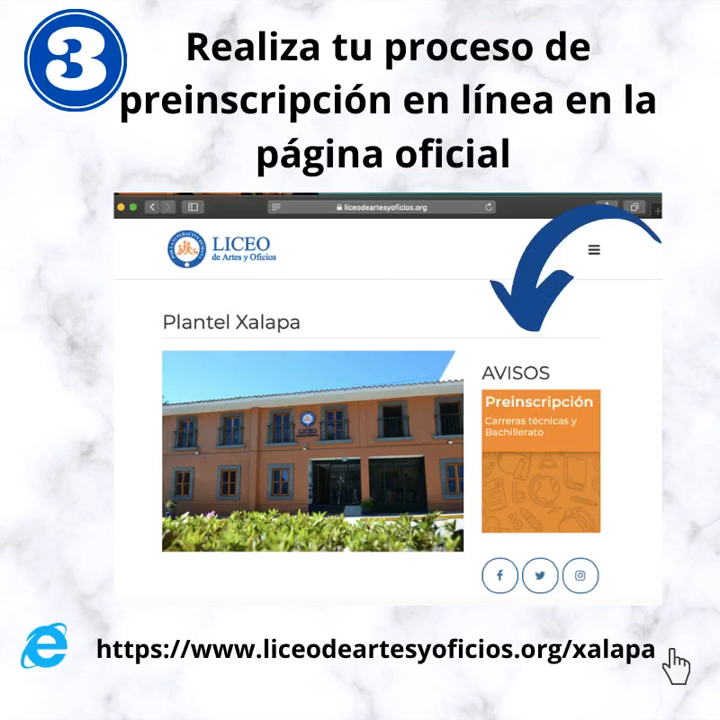 3
Realiza tu proceso de
preinscripción en línea en la
página oficial
liceodeartesyoficios.org
LICEO
de Artes y Oficios
Plantel Xalapa
AVISOS
Preinscripción
Carreras técnicas y
Bachillerato
LICEO
https://www.liceodeartesyoficios.org/xalapa